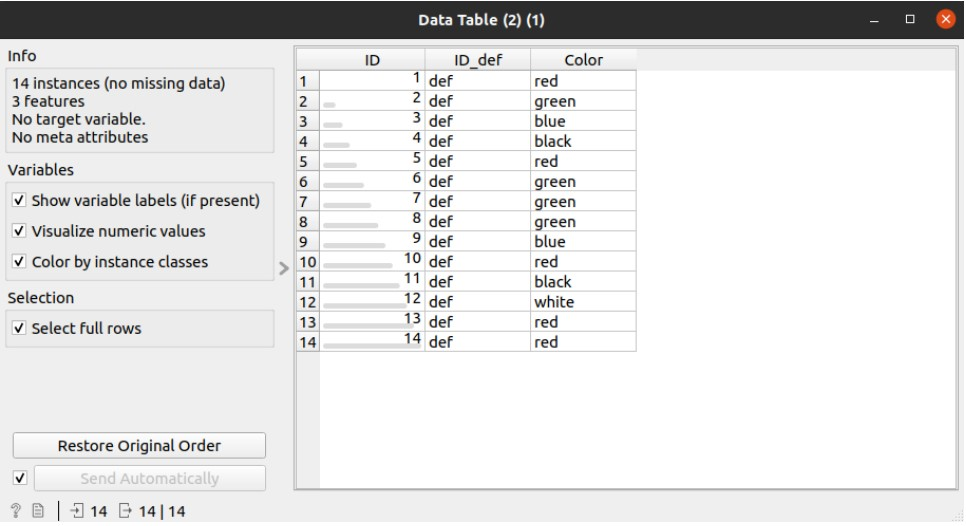 Data Table (2) (1)
Info
14 instances (no missing data)
3 features
No target variable.
No meta attributes
Variables
Show variable labels (if present)
Visualize numeric values
Color by instance classes
Selection
Select full rows
Restore Original Order
Send Automatically
? 14 14 | 14
ID ID_def Color
1 1 def red
2 2 def green
3 3 def blue
4 4 def black
5 5 def red
6 6 def green
7 7 def green
8 8 def green
9 9 def blue
10 10 def red
11 11 def black
12 12 def white
13 13 def red
14 14 def red